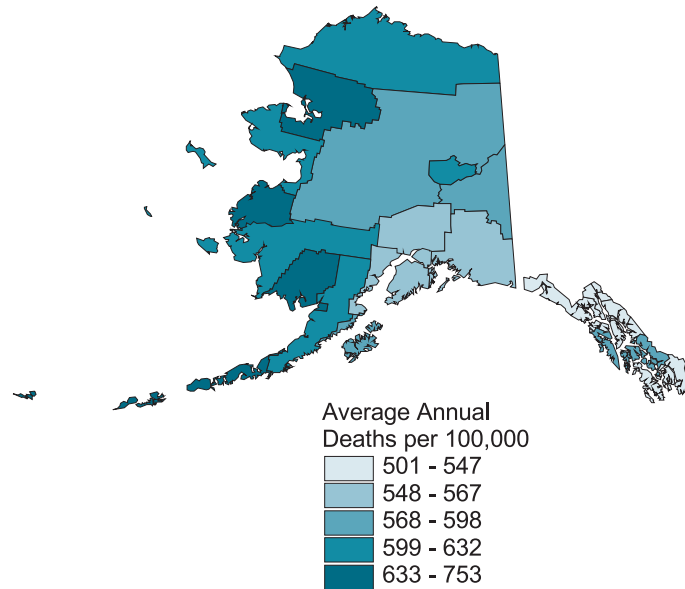 Average Annual
Deaths per 100,000
501 - 547
548 - 567
568 - 598
599 - 632
633 - 753